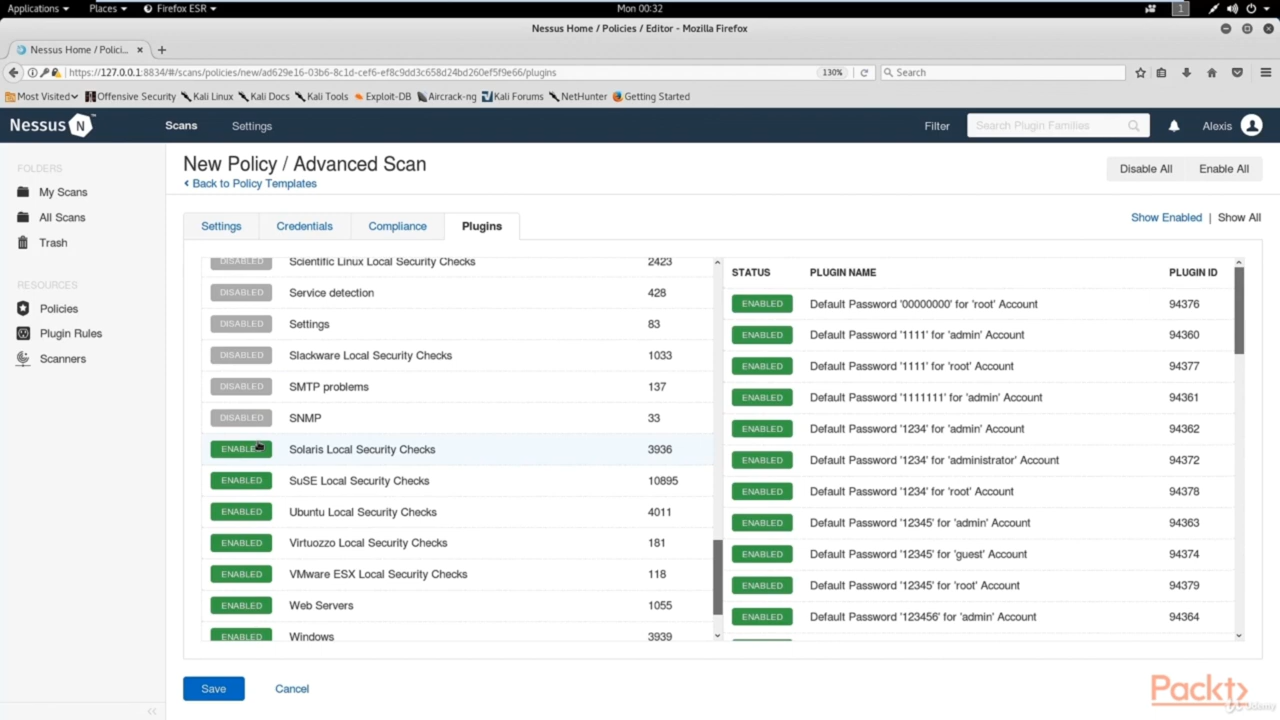 Applications Places Firefox ESR Mon 00:32 1
Nessus Home / Policies / Editor - Mozilla Firefox
Nessus Home / Polici... × +
https://127.0.0.1:8834/#/scans/policies/new/ad629e16-03b6-8c1d-cef6-ef8c9dd3c658d24bd260ef5f9e66/plugins 130% Search
Most Visited Offensive Security Kali Linux Kali Docs Kali Tools Exploit-DB Aircrack-ng Kali Forums NetHunter Getting Started
Nessus N Scans Settings Filter Search Plugin Families Alexis
FOLDERS
My Scans
All Scans
Trash
RESOURCES
Policies
Plugin Rules
Scanners
New Policy / Advanced Scan
< Back to Policy Templates
Disable All Enable All
Settings Credentials Compliance Plugins
Show Enabled | Show All
DISABLED Scientific Linux Local Security Checks 2423
DISABLED Service detection 428
DISABLED Settings 83
DISABLED Slackware Local Security Checks 1033
DISABLED SMTP problems 137
DISABLED SNMP 33
ENABLED Solaris Local Security Checks 3936
ENABLED SuSE Local Security Checks 10895
ENABLED Ubuntu Local Security Checks 4011
ENABLED Virtuozzo Local Security Checks 181
ENABLED VMware ESX Local Security Checks 118
ENABLED Web Servers 1055
ENABLED Windows 3939
STATUS PLUGIN NAME PLUGIN ID
ENABLED Default Password '00000000' for 'root' Account 94376
ENABLED Default Password '1111' for 'admin' Account 94360
ENABLED Default Password '1111' for 'root' Account 94377
ENABLED Default Password '1111111' for 'admin' Account 94361
ENABLED Default Password '1234' for 'admin' Account 94362
ENABLED Default Password '1234' for 'administrator' Account 94372
ENABLED Default Password '1234' for 'root' Account 94378
ENABLED Default Password '12345' for 'admin' Account 94363
ENABLED Default Password '12345' for 'guest' Account 94374
ENABLED Default Password '12345' for 'root' Account 94379
ENABLED Default Password '123456' for 'admin' Account 94364
Save Cancel
Packt>
Udemy